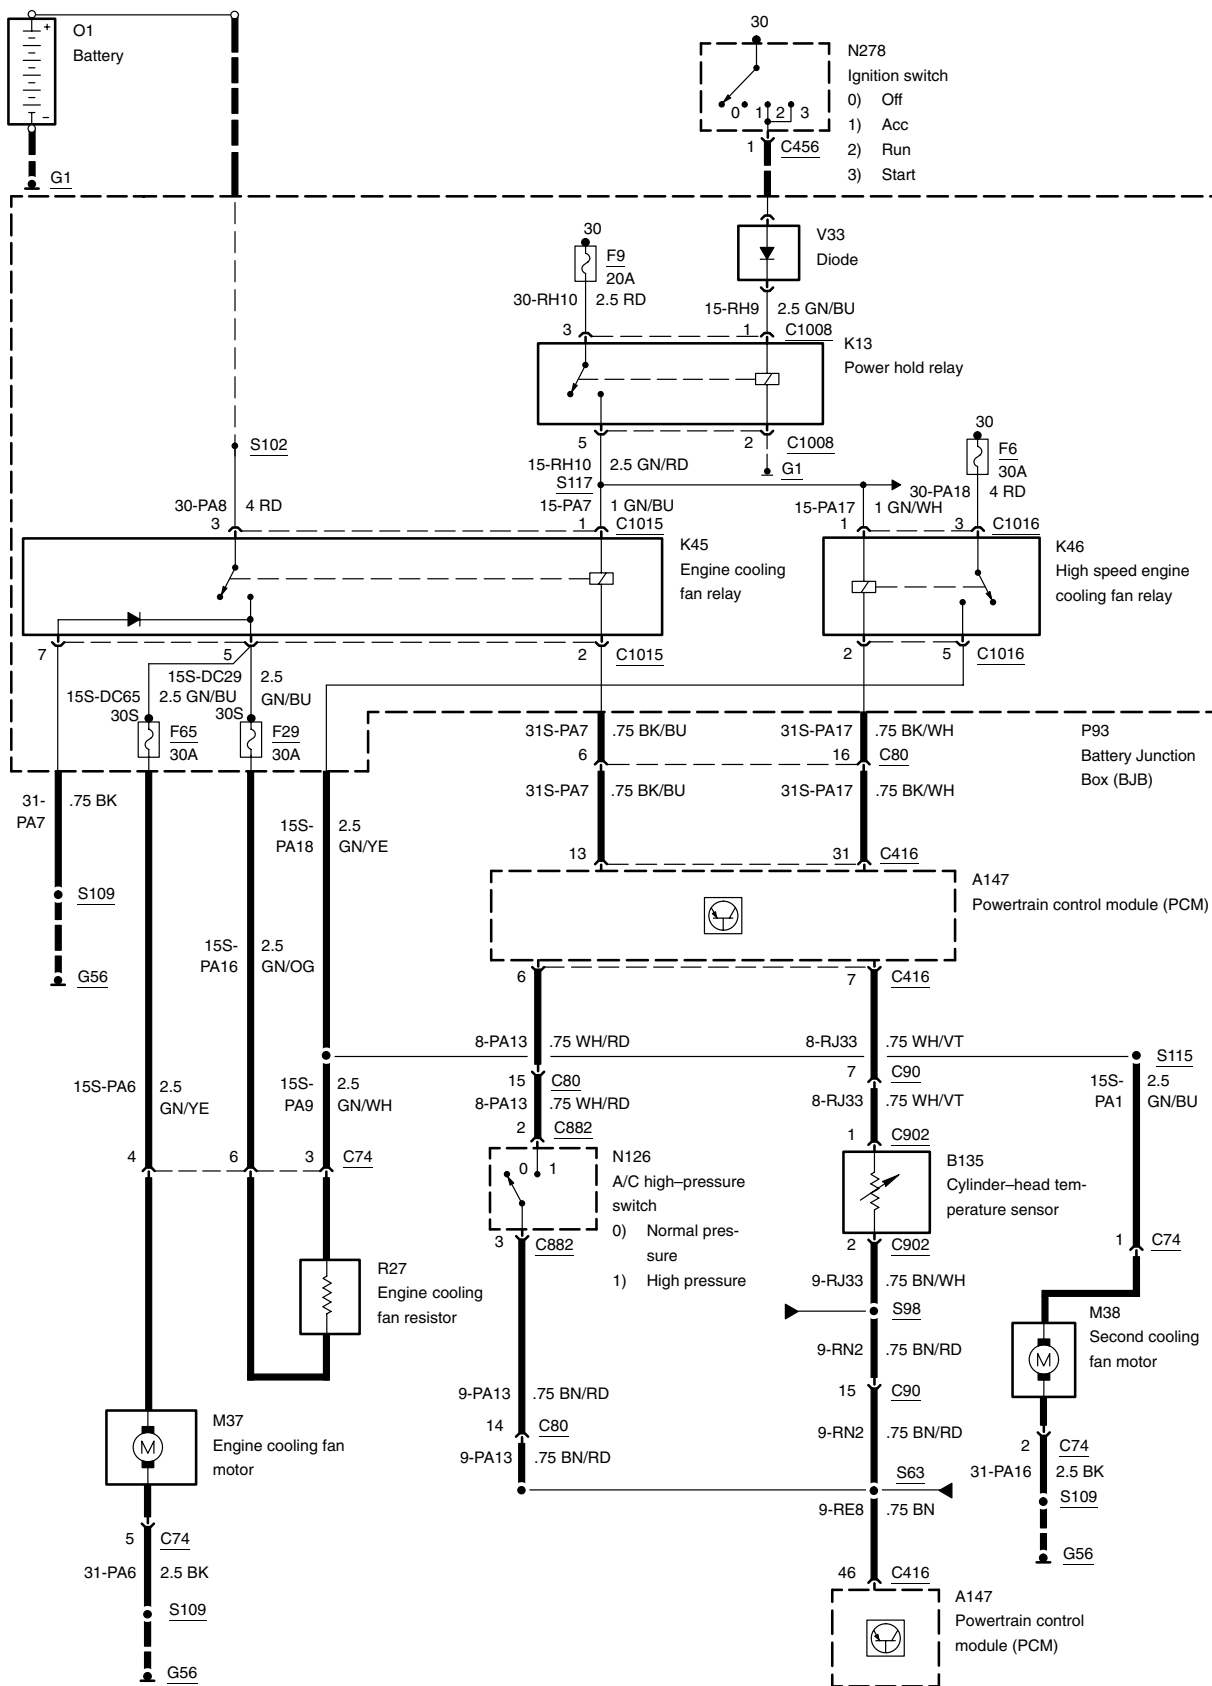 O1
Battery
+
–
G1
30
N278
Ignition switch
0) Off
1) Acc
2) Run
3) Start
0 1 2 3
1 C456
V33
Diode
30
F9
20A
30-RH10 2.5 RD
15-RH9 2.5 GN/BU
3 1 C1008
K13
Power hold relay
5 2 C1008
15-RH10 2.5 GN/RD
G1
S117
S102
30
F6
30A
30-PA18 4 RD
30-PA8 4 RD
15-PA7 1 GN/BU
15-PA17 1 GN/WH
3 1 C1015
1 3 C1016
K45
Engine cooling
fan relay
K46
High speed engine
cooling fan relay
7 5 2 C1015
2 5 C1016
15S-DC65 2.5 GN/BU
15S-DC29 2.5
GN/BU
30S F65
30A
30S F29
30A
31S-PA7 .75 BK/BU
31S-PA17 .75 BK/WH
6 16 C80
P93
Battery Junction
Box (BJB)
31S-PA7 .75 BK/BU
31S-PA17 .75 BK/WH
31-
PA7
.75 BK
15S-
PA18
2.5
GN/YE
13 31 C416
A147
Powertrain control module (PCM)
S109
15S-
PA16
2.5
GN/OG
G56
6 7 C416
8-PA13 .75 WH/RD
8-RJ33 .75 WH/VT
S115
15S-PA6 2.5
GN/YE
15S-
PA9
2.5
GN/WH
15 C80
7 C90
15S-
PA1
2.5
GN/BU
8-PA13 .75 WH/RD
8-RJ33 .75 WH/VT
2 C882
1 C902
4 6 3 C74
0 1
N126
A/C high–pressure
switch
0) Normal pres-
sure
1) High pressure
B135
Cylinder–head tem-
perature sensor
3 C882
2 C902
1 C74
R27
Engine cooling
fan resistor
9-RJ33 .75 BN/WH
S98
M38
Second cooling
fan motor
M
9-RN2 .75 BN/RD
9-PA13 .75 BN/RD
15 C90
14 C80
9-RN2 .75 BN/RD
9-PA13 .75 BN/RD
M37
Engine cooling fan
motor
M
2 C74
31-PA16 2.5 BK
S63
S109
9-RE8 .75 BN
5 C74
31-PA6 2.5 BK
G56
46 C416
S109
A147
Powertrain control
module (PCM)
G56